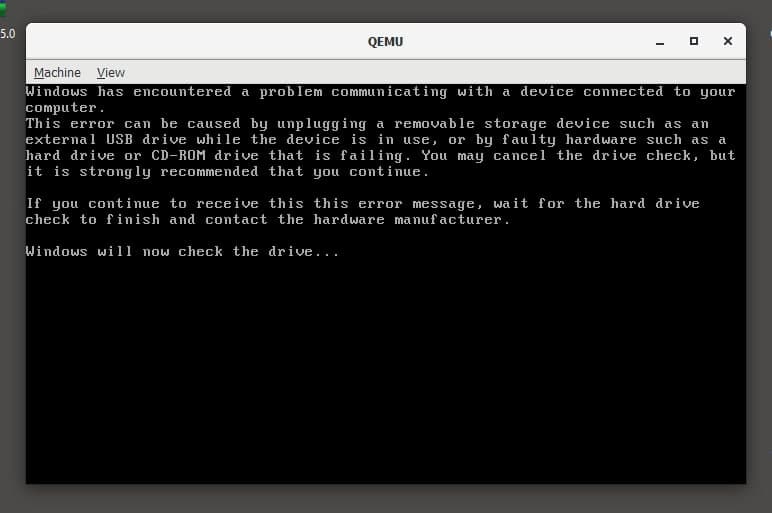 5.0
QEMU
Machine View
Windows has encountered a problem communicating with a device connected to your
computer.
This error can be caused by unplugging a removable storage device such as an
external USB drive while the device is in use, or by faulty hardware such as a
hard drive or CD-ROM drive that is failing. You may cancel the drive check, but
it is strongly recommended that you continue.
If you continue to receive this this error message, wait for the hard drive
check to finish and contact the hardware manufacturer.
Windows will now check the drive...